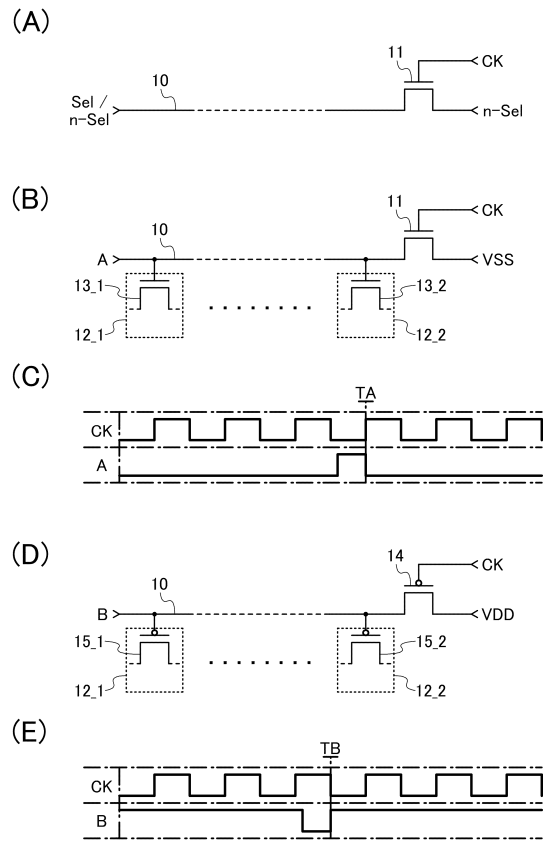 (A)
11
CK
10
Sel /
n-Sel
n-Sel
(B)
11
CK
10
A
VSS
13_1
13_2
12_1
12_2
(C)
TA
CK
A
(D)
14
CK
10
B
VDD
15_1
15_2
12_1
12_2
(E)
TB
CK
B